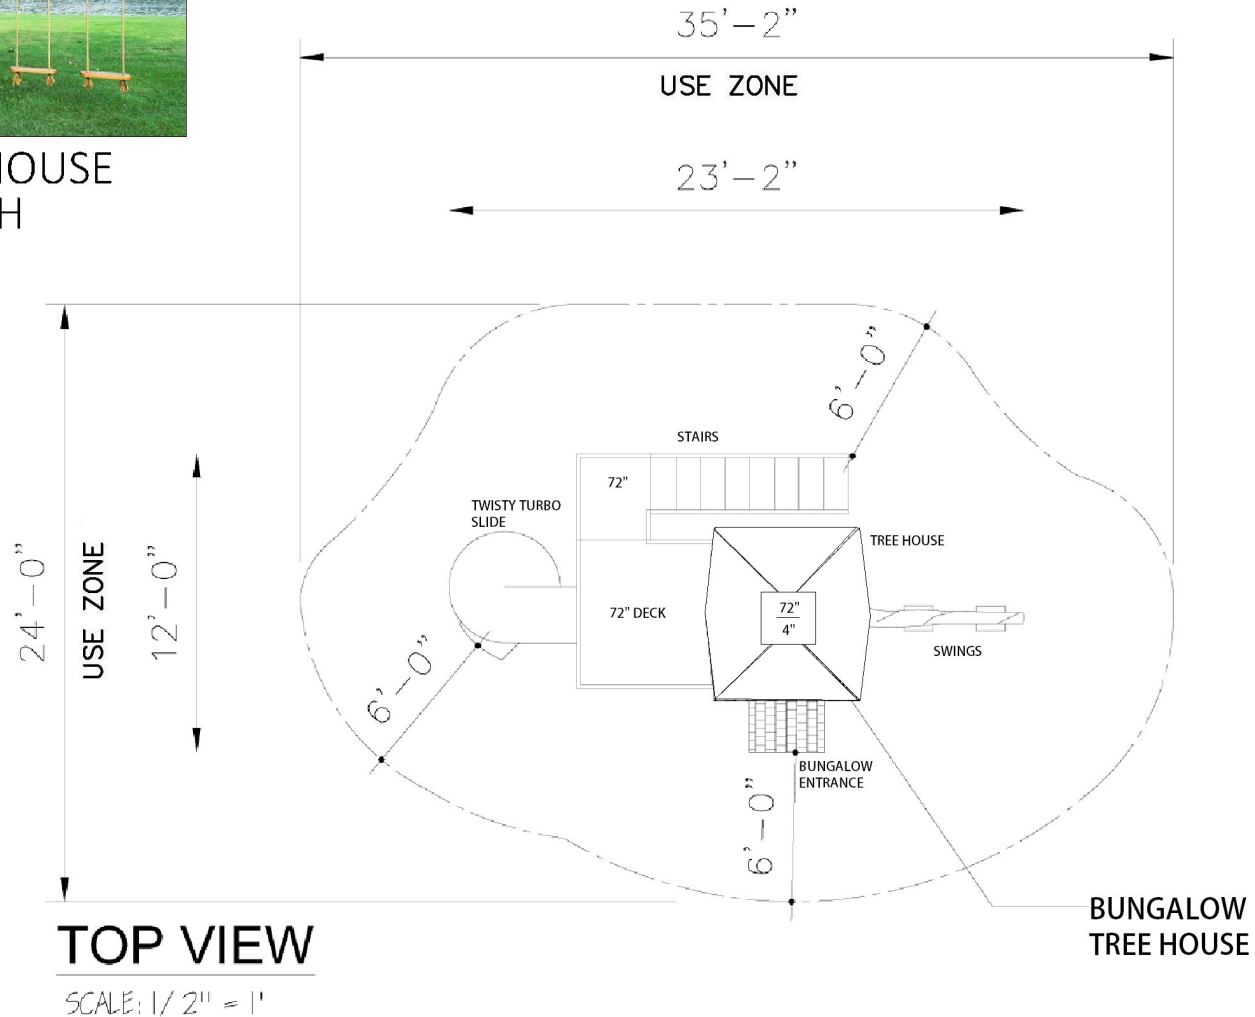 35'-2"
USE ZONE
HOUSE
H
23'-2"
6'-0"
STAIRS
72"
TWISTY TURBO
SLIDE
TREE HOUSE
24'-0"
USE ZONE
12'-0"
72" DECK
72"
4"
SWINGS
6'-0"
BUNGALOW
ENTRANCE
6'-0"
BUNGALOW
TREE HOUSE
TOP VIEW
SCALE: 1/2" = 1'